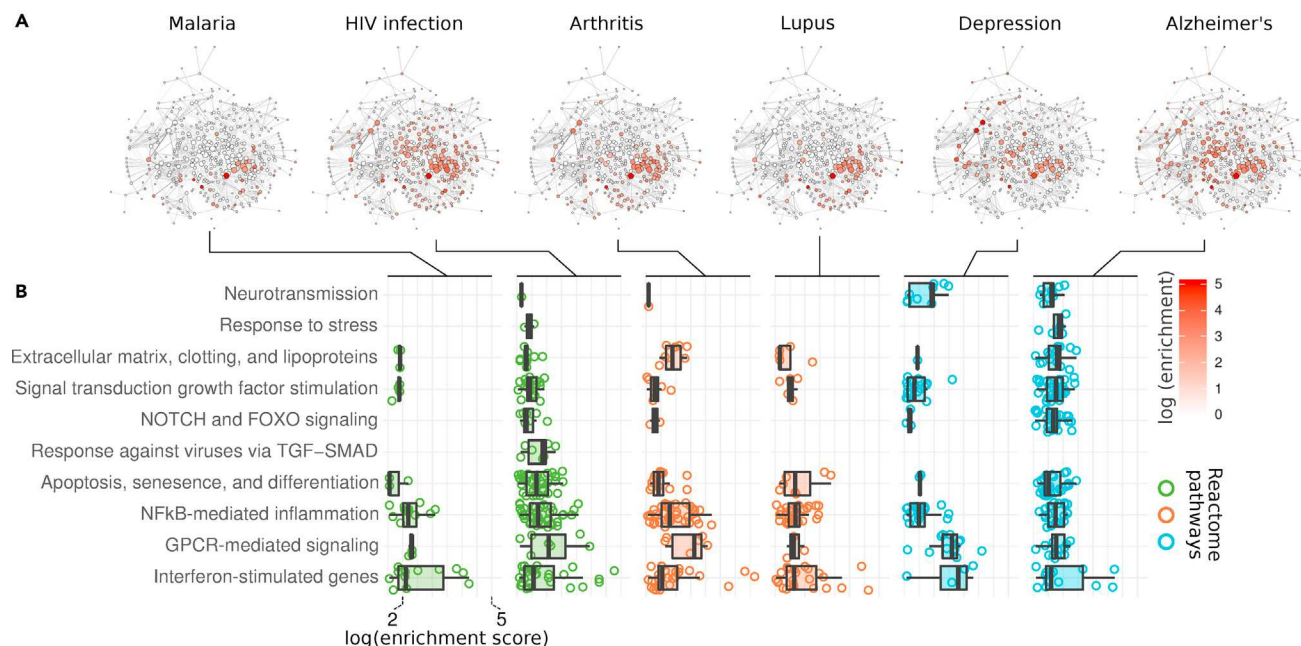 A
Malaria
HIV infection
Arthritis
Lupus
Depression
Alzheimer's
B
Neurotransmission
Response to stress
Extracellular matrix, clotting, and lipoproteins
Signal transduction growth factor stimulation
NOTCH and FOXO signaling
Response against viruses via TGF−SMAD
Apoptosis, senesence, and differentiation
NFkB-mediated inflammation
GPCR-mediated signaling
Interferon-stimulated genes
2
5
log(enrichment score)
log (enrichment)
5
4
3
2
1
0
Reactome
pathways